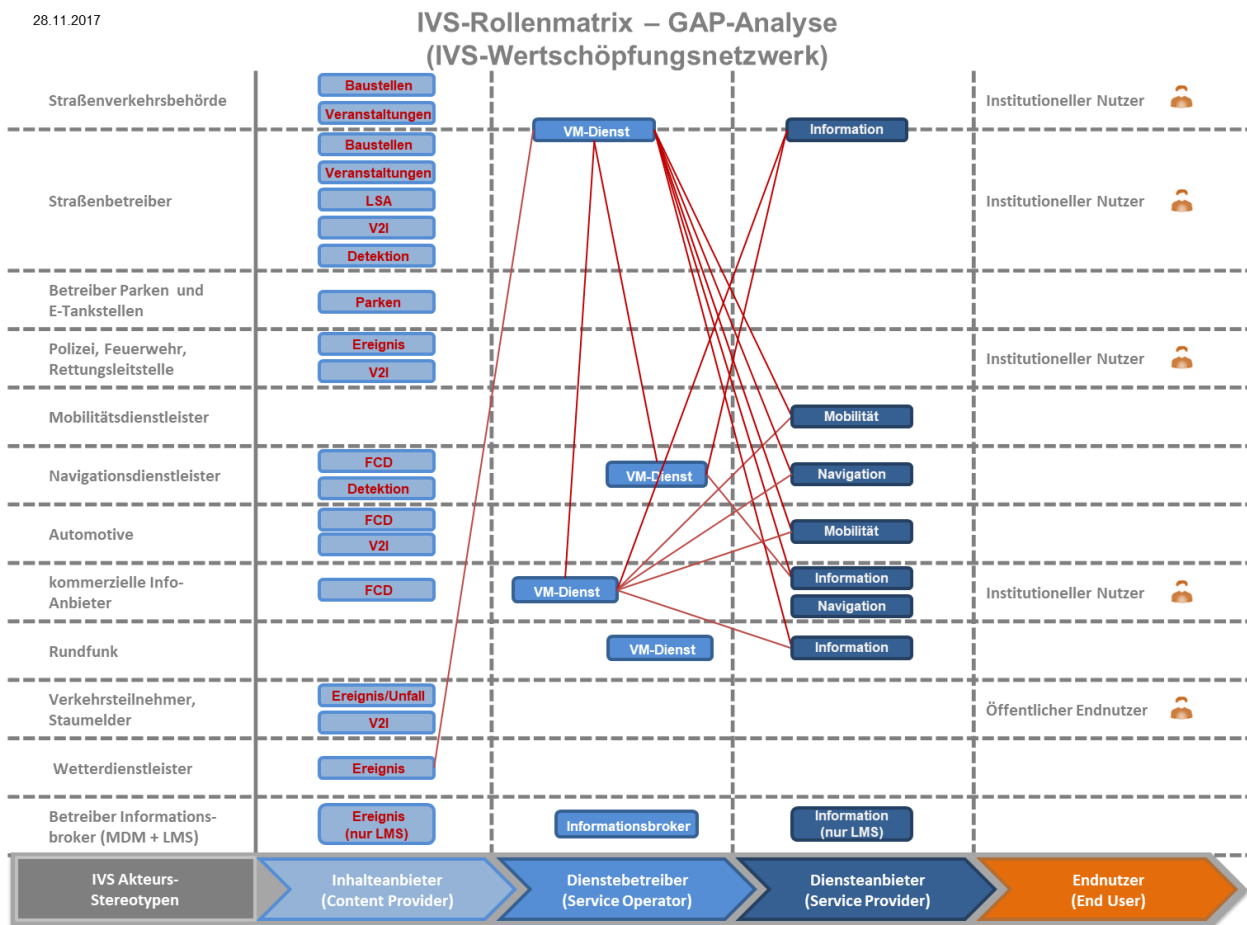 28.11.2017
IVS-Rollenmatrix – GAP-Analyse
(IVS-Wertschöpfungsnetzwerk)
Straßenverkehrsbehörde
Baustellen
Veranstaltungen
Institutioneller Nutzer
VM-Dienst
Information
Straßenbetreiber
Baustellen
Veranstaltungen
LSA
V2I
Detektion
Institutioneller Nutzer
Betreiber Parken und
E-Tankstellen
Parken
Polizei, Feuerwehr,
Rettungsleitstelle
Ereignis
V2I
Institutioneller Nutzer
Mobilitätsdienstleister
Mobilität
Navigationsdienstleister
FCD
Detektion
VM-Dienst
Navigation
Automotive
FCD
V2I
Mobilität
kommerzielle Info-
Anbieter
FCD
VM-Dienst
Information
Navigation
Institutioneller Nutzer
Rundfunk
VM-Dienst
Information
Verkehrsteilnehmer,
Staumelder
Ereignis/Unfall
V2I
Öffentlicher Endnutzer
Wetterdienstleister
Ereignis
Betreiber Informations-
broker (MDM + LMS)
Ereignis
(nur LMS)
Informationsbroker
Information
(nur LMS)
IVS Akteurs-
Stereotypen
Inhalteanbieter
(Content Provider)
Dienstebetreiber
(Service Operator)
Diensteanbieter
(Service Provider)
Endnutzer
(End User)